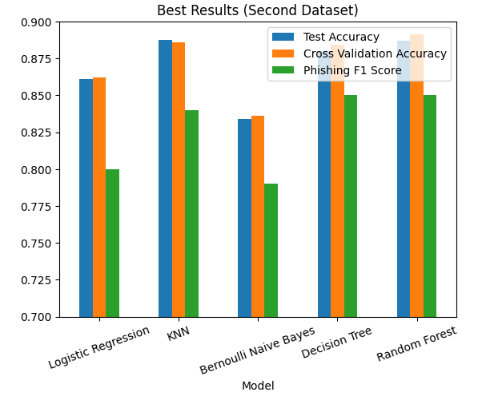 Best Results (Second Dataset)
0.900
0.875
0.850
0.825
0.800
0.775
0.750
0.725
0.700
Test Accuracy
Cross Validation Accuracy
Phishing F1 Score
Logistic Regression
KNN
Bernoulli Naive Bayes
Decision Tree
Random Forest
Model